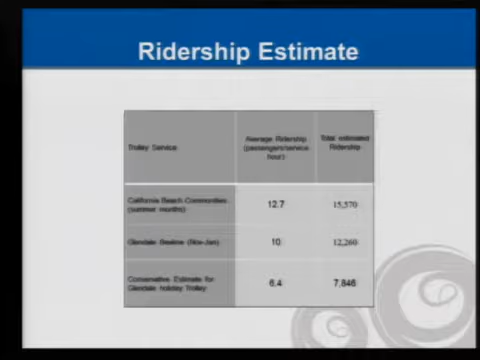 Ridership Estimate
Trolley Service
Average Ridership
(passengers/service
hour)
Total estimated
Ridership
California Beach Communities
(summer months)
12.7
15,570
Glendale Beeline (Nov-Jan)
10
12,260
Conservative Estimate for
Glendale holiday Trolley
6.4
7,846